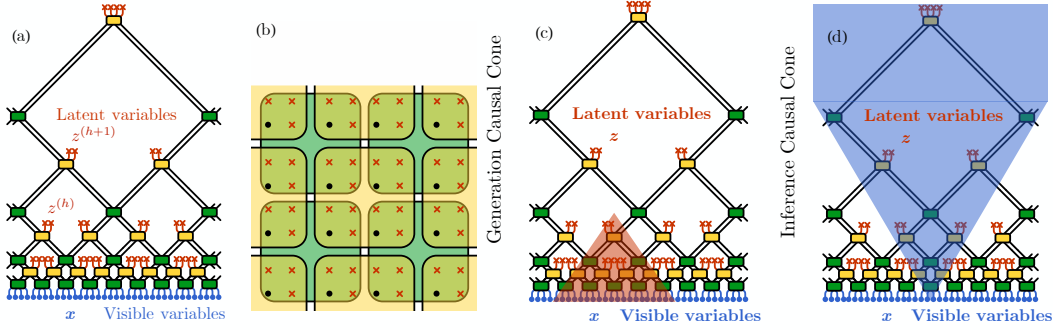 (a)
Latent variables
z^{(h+1)}
z^{(h)}
x Visible variables
(b)
Generation Causal Cone
(c)
Latent variables
z
x Visible variables
Inference Causal Cone
(d)
Latent variables
z
x Visible variables